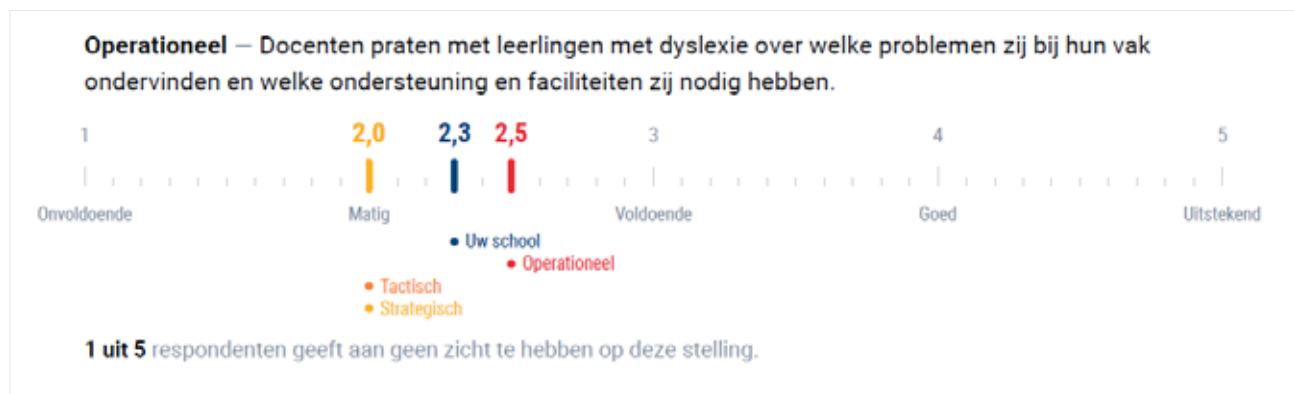 Operationeel — Docenten praten met leerlingen met dyslexie over welke problemen zij bij hun vak
ondervinden en welke ondersteuning en faciliteiten zij nodig hebben.
1 2,0 2,3 2,5 3 4 5
Onvoldoende Matig Voldoende Goed Uitstekend
• Uw school
• Operationeel
• Tactisch
• Strategisch
1 uit 5 respondenten geeft aan geen zicht te hebben op deze stelling.